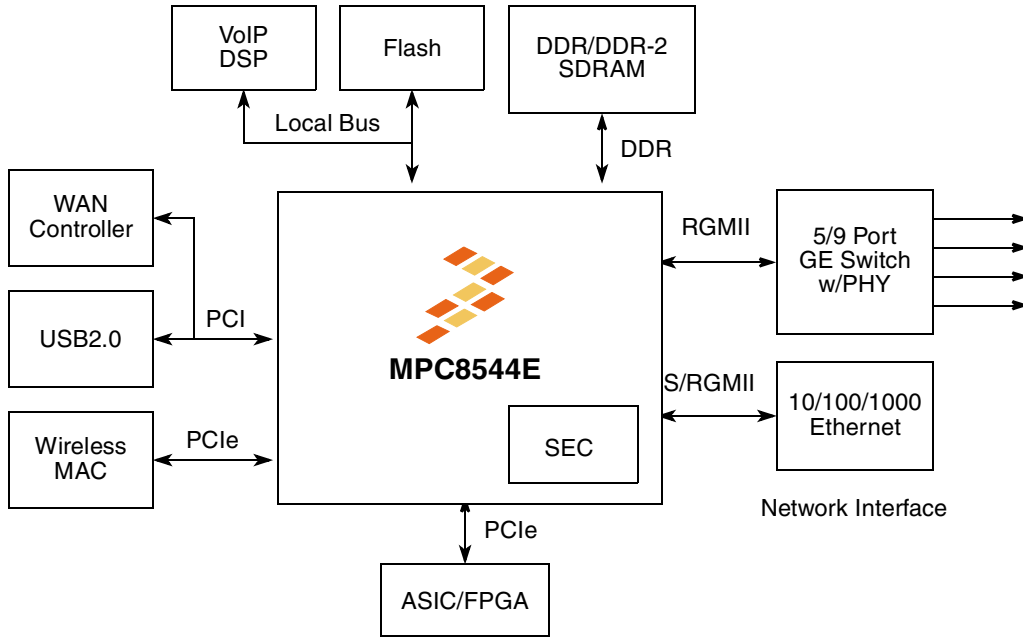 VoIP
DSP
Flash
DDR/DDR-2
SDRAM
Local Bus
DDR
WAN
Controller
RGMII
5/9 Port
GE Switch
w/PHY
USB2.0
PCI
MPC8544E
S/RGMII
10/100/1000
Ethernet
Wireless
MAC
PCIe
SEC
Network Interface
PCIe
ASIC/FPGA